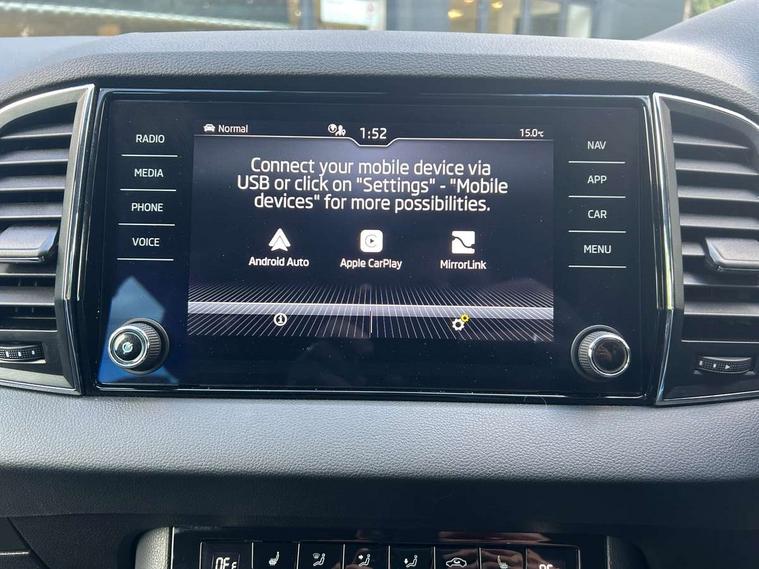 Normal
1:52
15.0°C
RADIO
MEDIA
PHONE
VOICE
Connect your mobile device via
USB or click on "Settings" - "Mobile
devices" for more possibilities.
Android Auto
Apple CarPlay
MirrorLink
NAV
APP
CAR
MENU
OFF